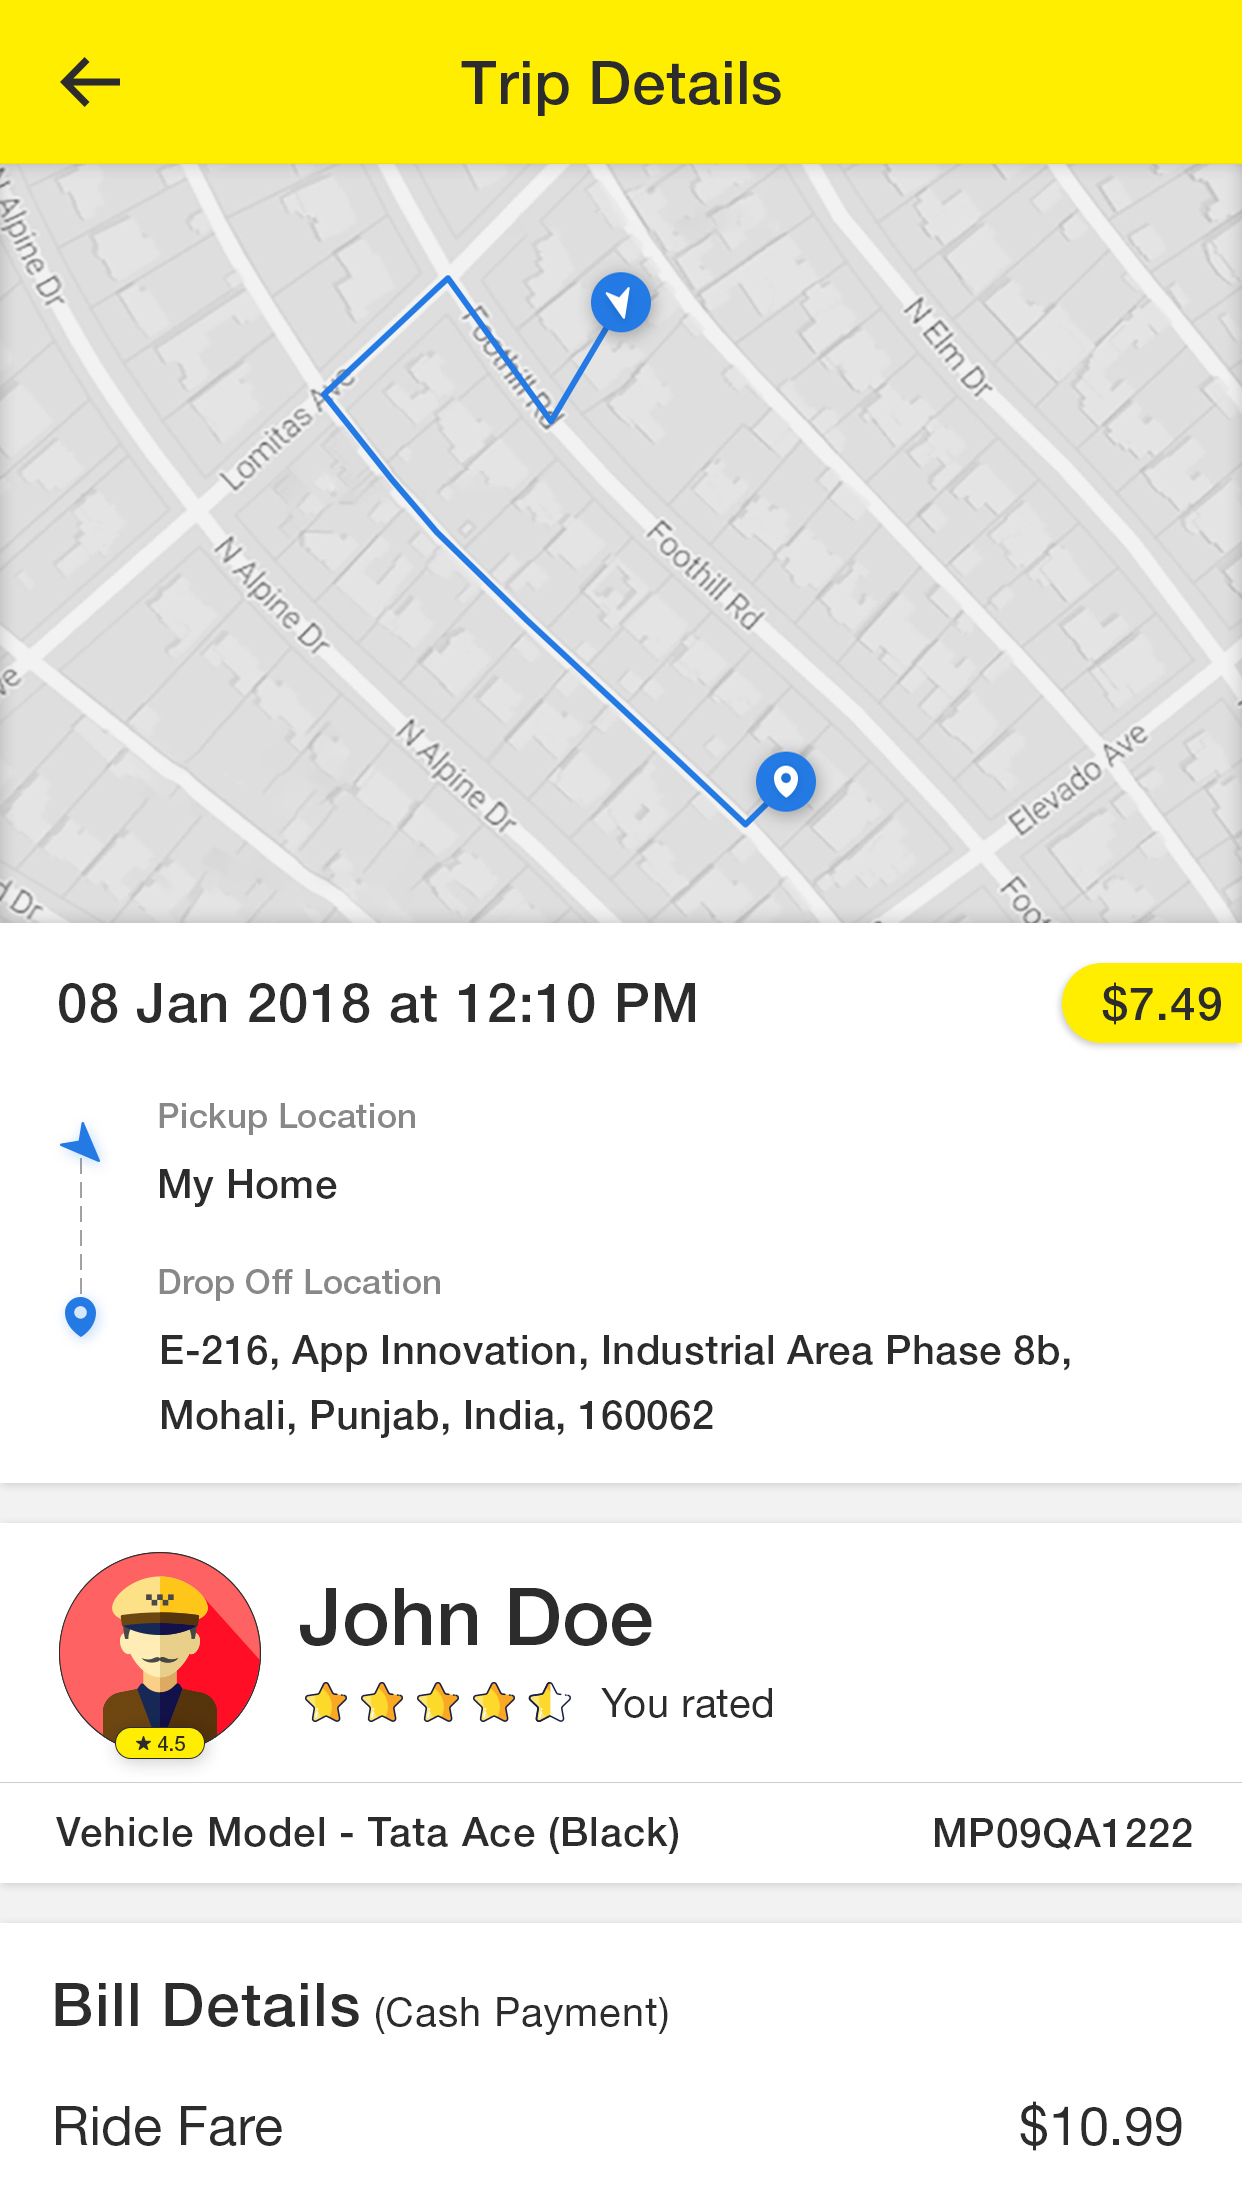 Trip Details
N Alpine Dr
Foothill Rd
N Elm Dr
Lomitas Ave
N Alpine Dr
Foothill Rd
N Alpine Dr
Elevado Ave
08 Jan 2018 at 12:10 PM
$7.49
Pickup Location
My Home
Drop Off Location
E-216, App Innovation, Industrial Area Phase 8b,
Mohali, Punjab, India, 160062
John Doe
You rated
★ 4.5
Vehicle Model - Tata Ace (Black)
MP09QA1222
Bill Details (Cash Payment)
Ride Fare
$10.99